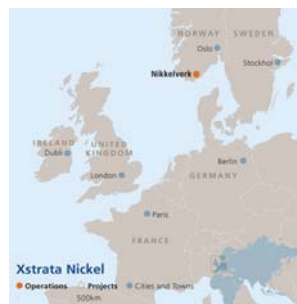 NORWAY
SWEDEN
Oslo
Stockhol
Nikkelverk
IRELAND
Dubli
UNITED
KINGDOM
London
Berlin
GERMANY
Paris
FRANCE
Xstrata Nickel
Operations Projects Cities and Towns
500km